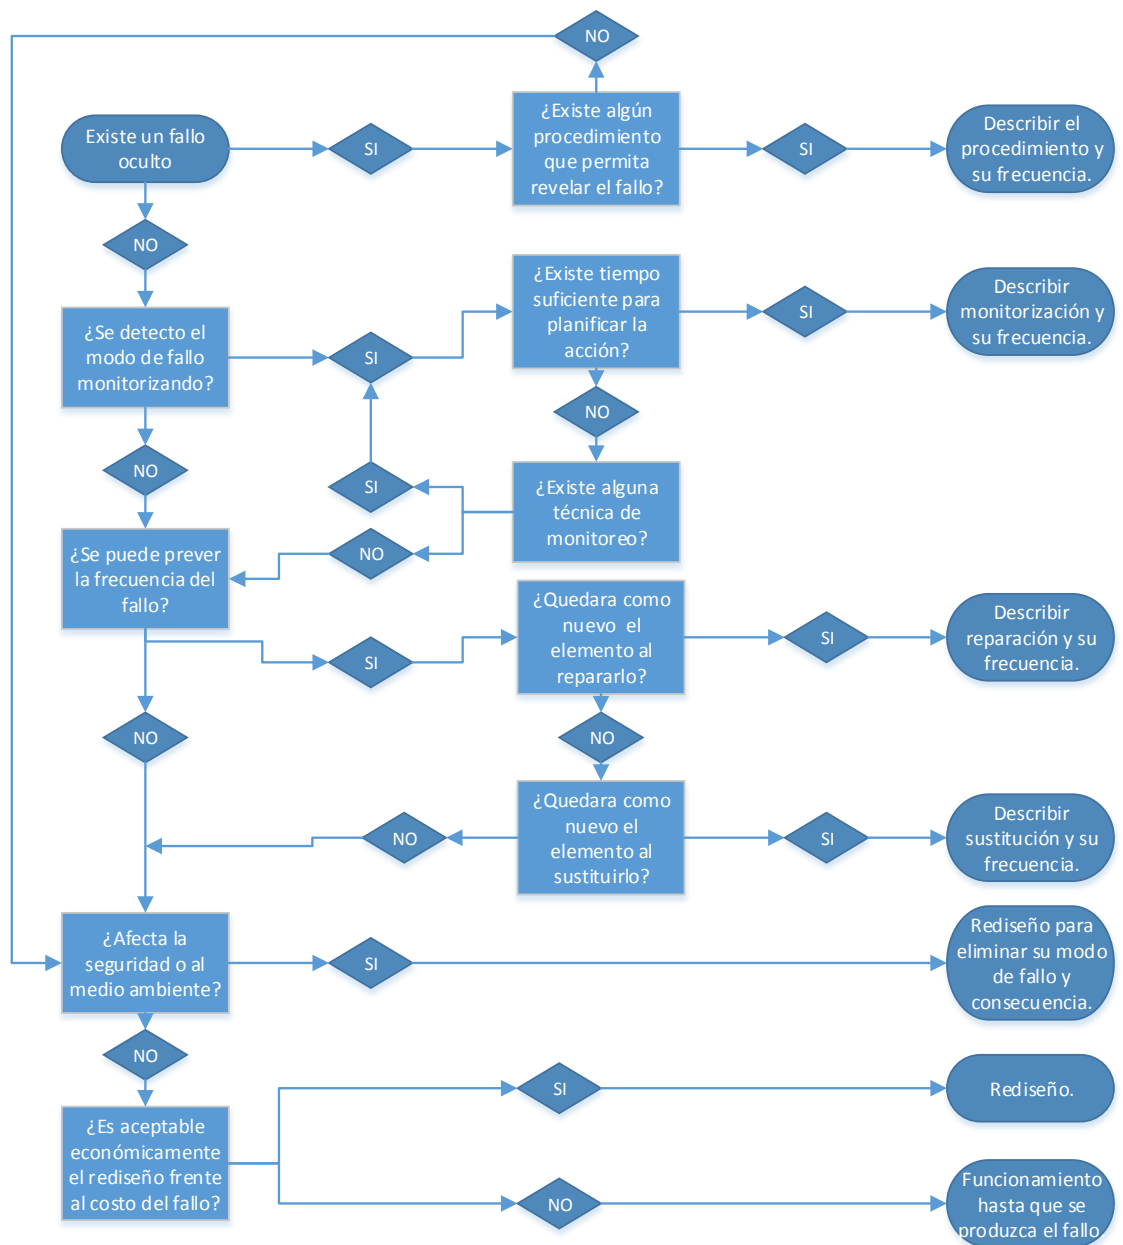 NO
Existe un fallo
oculto
SI
¿Existe algún
procedimiento
que permita
revelar el fallo?
SI
Describir el
procedimiento y
su frecuencia.
NO
¿Se detecto el
modo de fallo
monitorizando?
SI
¿Existe tiempo
suficiente para
planificar la
acción?
SI
Describir
monitorización y
su frecuencia.
NO
NO
SI
¿Existe alguna
técnica de
monitoreo?
NO
¿Se puede prever
la frecuencia del
fallo?
SI
¿Quedara como
nuevo el
elemento al
repararlo?
SI
Describir
reparación y su
frecuencia.
NO
NO
NO
¿Quedara como
nuevo el
elemento al
sustituirlo?
SI
Describir
sustitución y su
frecuencia.
¿Afecta la
seguridad o al
medio ambiente?
SI
Rediseño para
eliminar su modo
de fallo y
consecuencia.
NO
¿Es aceptable
económicamente
el rediseño frente
al costo del fallo?
SI
Rediseño.
NO
Funcionamiento
hasta que se
produzca el fallo.